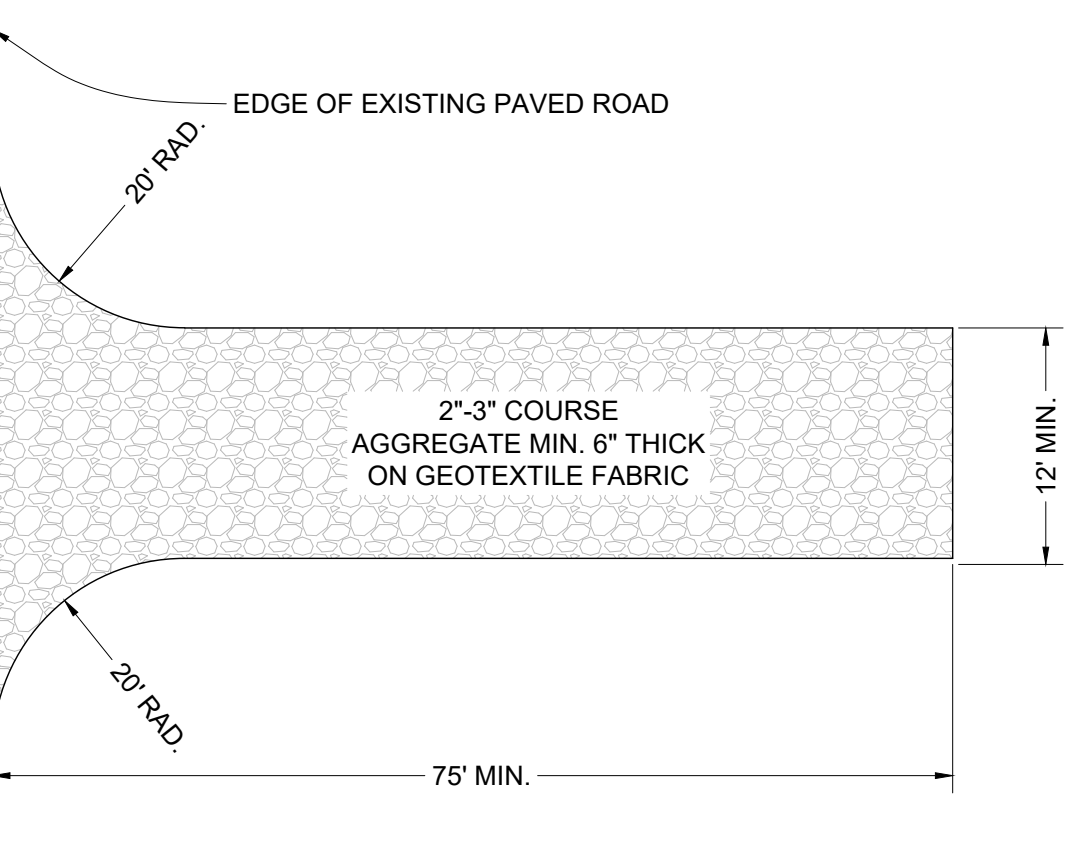 EDGE OF EXISTING PAVED ROAD
20' RAD.
2"-3" COURSE
AGGREGATE MIN. 6" THICK
ON GEOTEXTILE FABRIC
12' MIN.
20' RAD.
75' MIN.